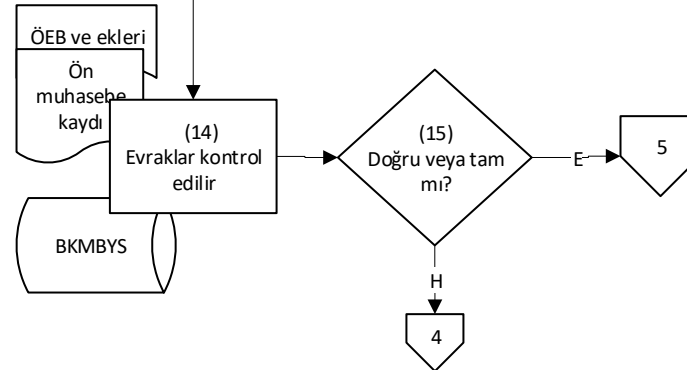 ÖEB ve ekleri
Ön
muhasebe
kaydı
(14)
Evraklar kontrol
edilir
BKMBYS
(15)
Doğru veya tam
mı?
E
5
H
4